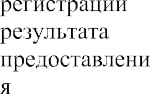 регистрации
результата
предоставлени
я